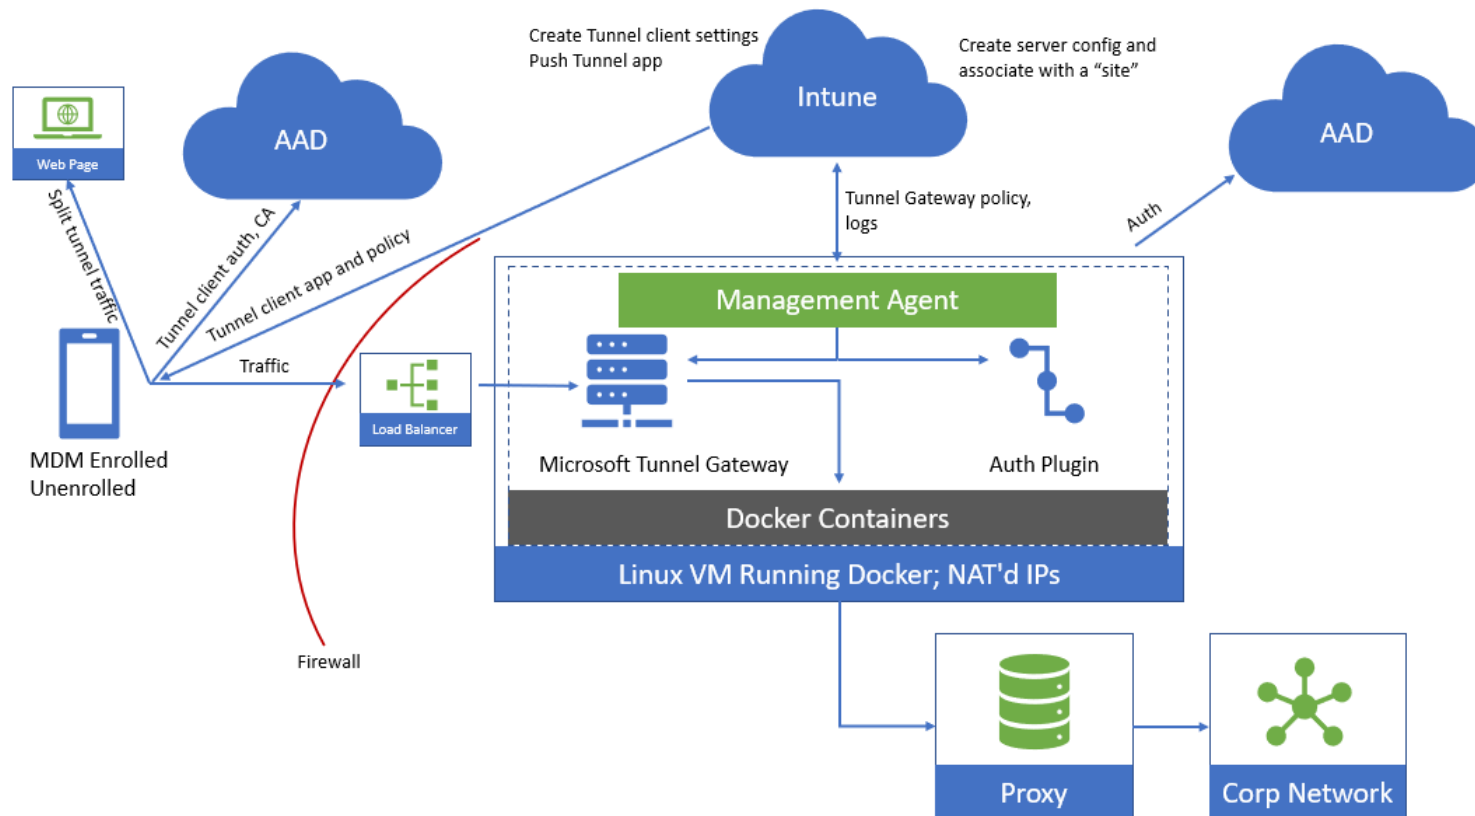 Create Tunnel client settings
Push Tunnel app
Intune
Create server config and
associate with a “site”
AAD
AAD
Web Page
Split tunnel traffic
Tunnel client auth, CA
Tunnel client app and policy
Tunnel Gateway policy,
logs
Auth
Management Agent
Traffic
Load Balancer
MDM Enrolled
Unenrolled
Microsoft Tunnel Gateway
Auth Plugin
Docker Containers
Linux VM Running Docker; NAT'd IPs
Firewall
Proxy
Corp Network